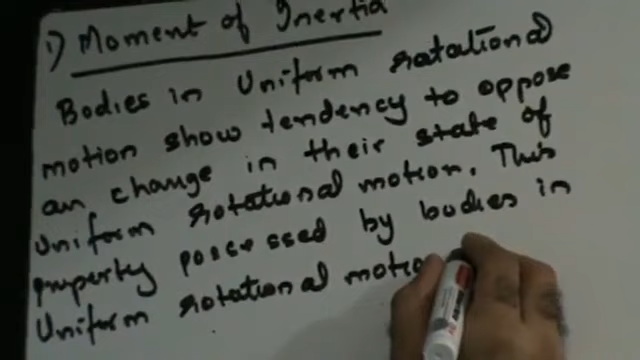 1) Moment of Inertia
Bodies in Uniform rotational
motion show tendency to oppose
an change in their state of
Uniform rotational motion. This
property possessed by bodies in
Uniform rotational motio